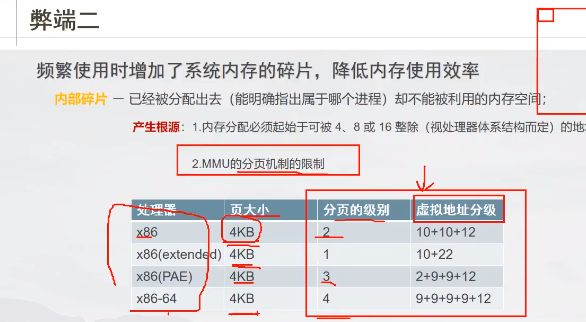 弊端二
频繁使用时增加了系统内存的碎片，降低内存使用效率
内部碎片 — 已经被分配出去（能明确指出属于哪个进程）却不能被利用的内存空间；
产生根源：1.内存分配必须起始于可被 4、8 或 16 整除（视处理器体系结构而定）的地
2.MMU的分页机制的限制
处理器 页大小 分页的级别 虚拟地址分级
x86 4KB 2 10+10+12
x86(extended) 4KB 1 10+22
x86(PAE) 4KB 3 2+9+9+12
x86-64 4KB 4 9+9+9+9+12